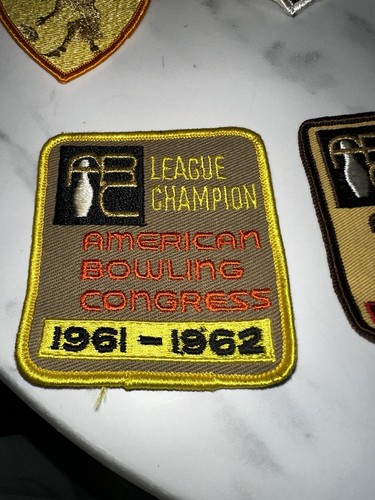 ABC LEAGUE
CHAMPION
AMERICAN
BOWLING
CONGRESS
1961 - 1962